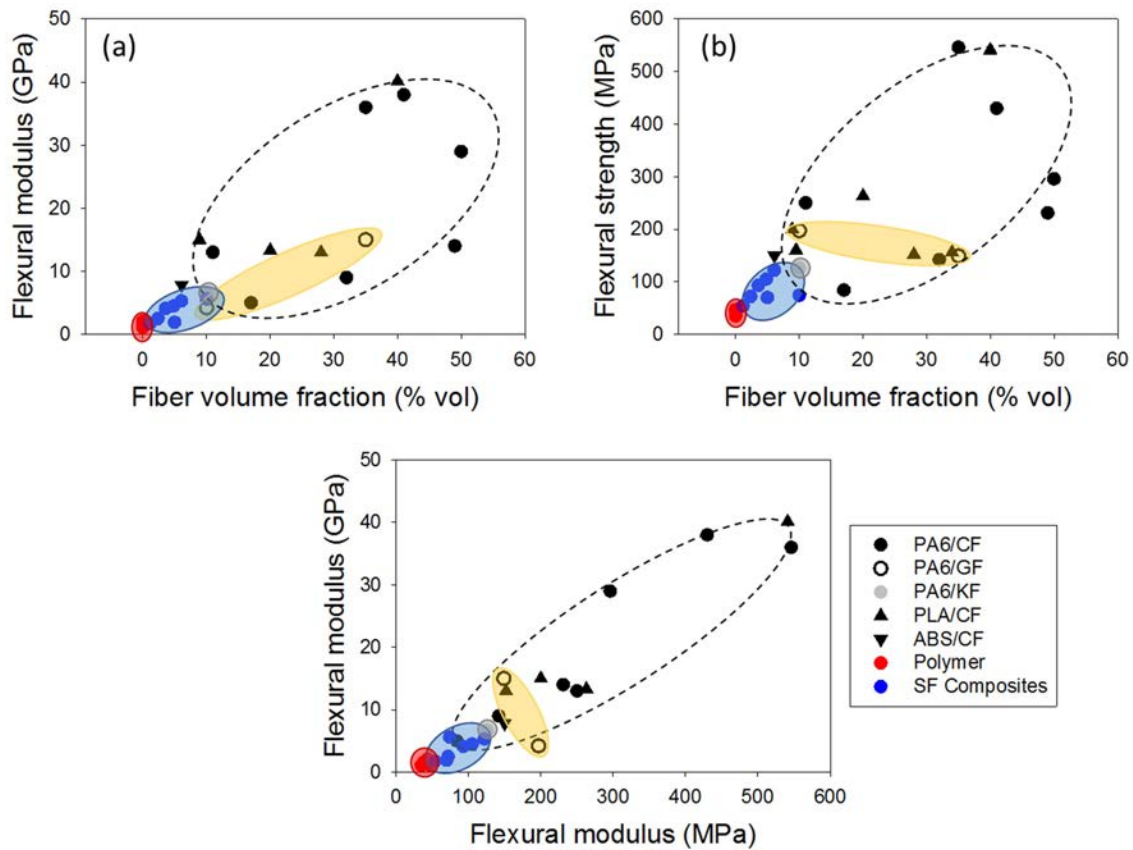 (a)
Flexural modulus (GPa)
50
40
30
20
10
0
0 10 20 30 40 50 60
Fiber volume fraction (% vol)
(b)
Flexural strength (MPa)
600
500
400
300
200
100
0
0 10 20 30 40 50 60
Fiber volume fraction (% vol)
Flexural modulus (GPa)
50
40
30
20
10
0
0 100 200 300 400 500 600
Flexural modulus (MPa)
PA6/CF
PA6/GF
PA6/KF
PLA/CF
ABS/CF
Polymer
SF Composites